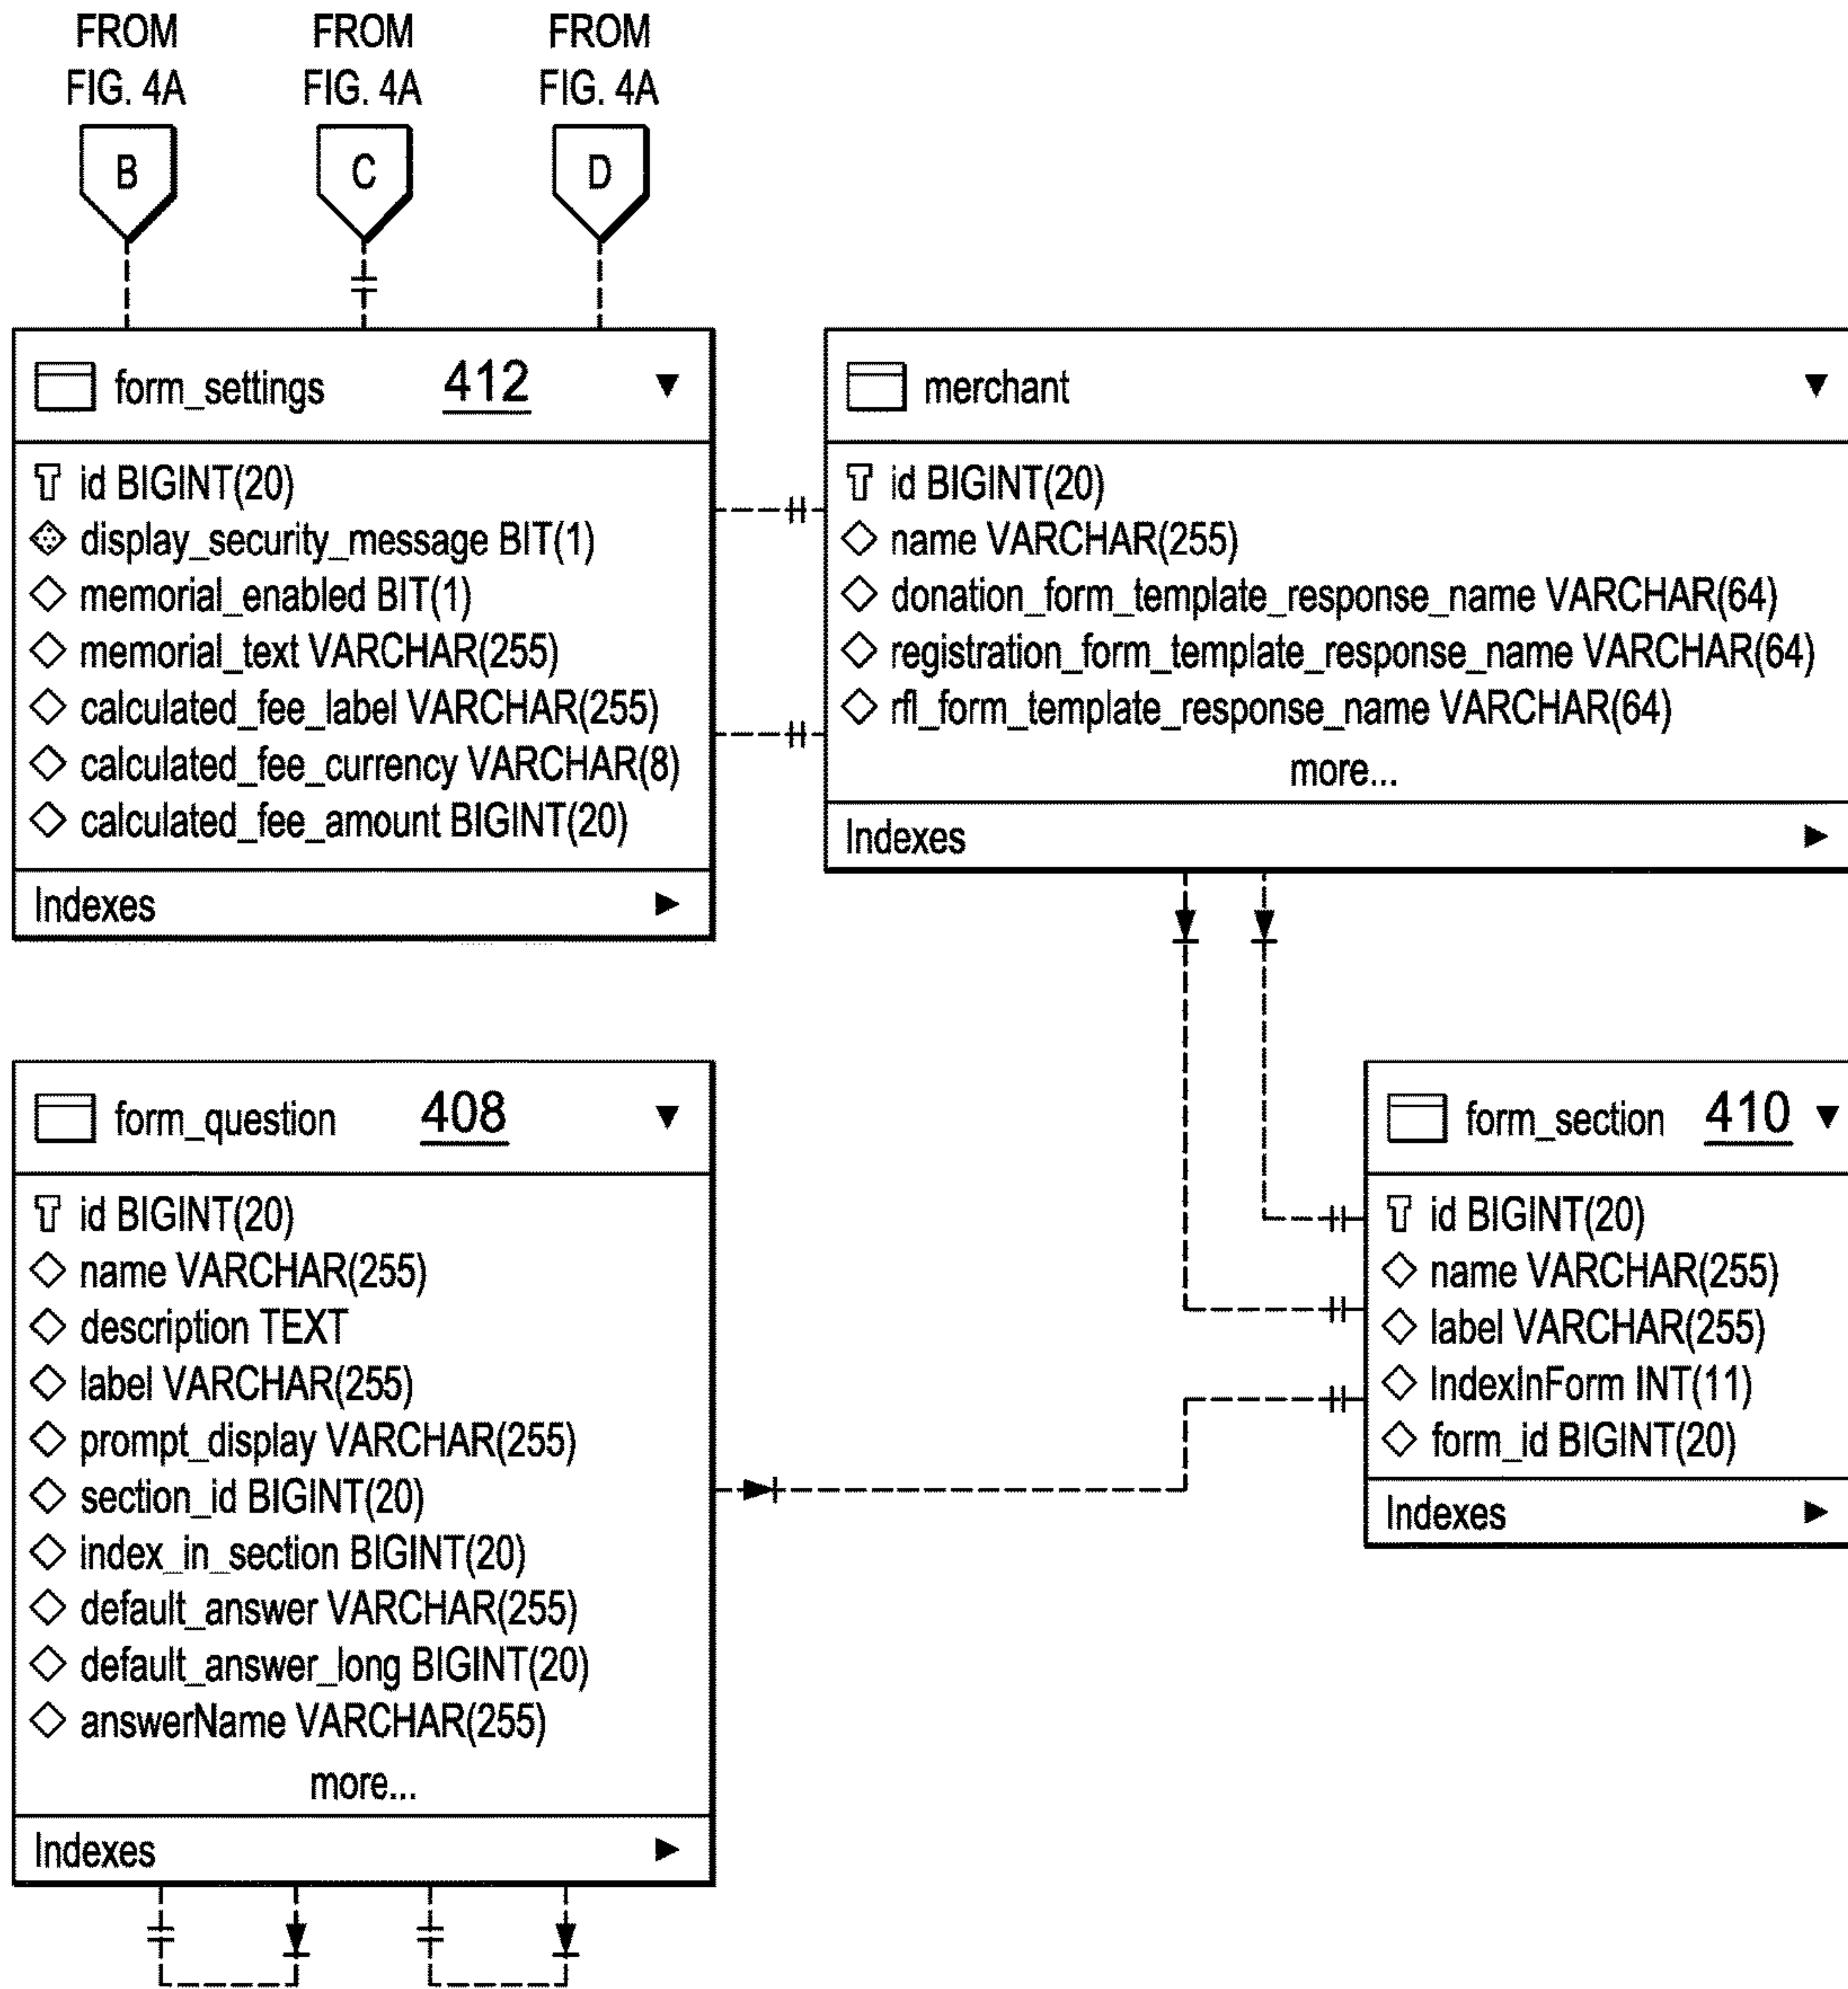 FROM
FIG. 4A
FROM
FIG. 4A
FROM
FIG. 4A
B
C
D
form_settings 412
id BIGINT(20)
display_security_message BIT(1)
memorial_enabled BIT(1)
memorial_text VARCHAR(255)
calculated_fee_label VARCHAR(255)
calculated_fee_currency VARCHAR(8)
calculated_fee_amount BIGINT(20)
Indexes
merchant
id BIGINT(20)
name VARCHAR(255)
donation_form_template_response_name VARCHAR(64)
registration_form_template_response_name VARCHAR(64)
rfl_form_template_response_name VARCHAR(64)
more...
Indexes
form_question 408
id BIGINT(20)
name VARCHAR(255)
description TEXT
label VARCHAR(255)
prompt_display VARCHAR(255)
section_id BIGINT(20)
index_in_section BIGINT(20)
default_answer VARCHAR(255)
default_answer_long BIGINT(20)
answerName VARCHAR(255)
more...
Indexes
form_section 410
id BIGINT(20)
name VARCHAR(255)
label VARCHAR(255)
IndexInForm INT(11)
form_id BIGINT(20)
Indexes